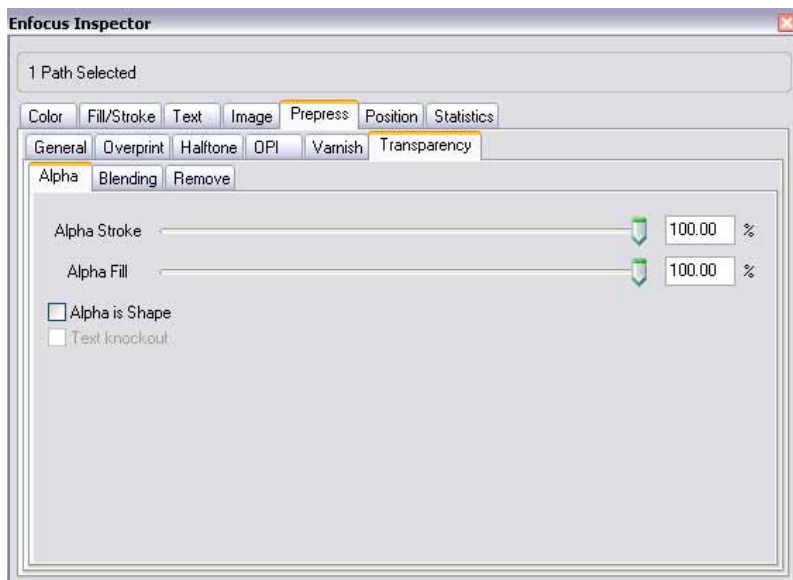 Enfocus Inspector
1 Path Selected
Color Fill/Stroke Text Image Prepress Position Statistics
General Overprint Halftone OPI Varnish Transparency
Alpha Blending Remove
Alpha Stroke 100.00 %
Alpha Fill 100.00 %
Alpha is Shape
Text knockout